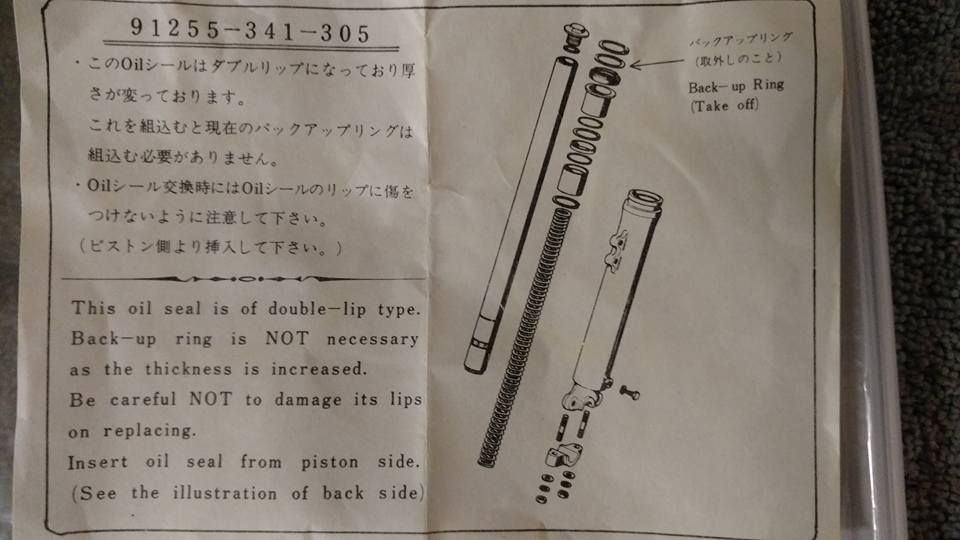 91255-341-305
・このOilシールはダブルリップになっており厚
さが変っております。
これを組込むと現在のバックアップリングは
組込む必要がありません。
・Oilシール交換時にはOilシールのリップに傷を
つけないように注意して下さい。
(ピストン側より挿入して下さい。)
This oil seal is of double-lip type.
Back-up ring is NOT necessary
as the thickness is increased.
Be careful NOT to damage its lips
on replacing.
Insert oil seal from piston side.
(See the illustration of back side)
バックアップリング
(取外しのこと)
Back-up Ring
(Take off)